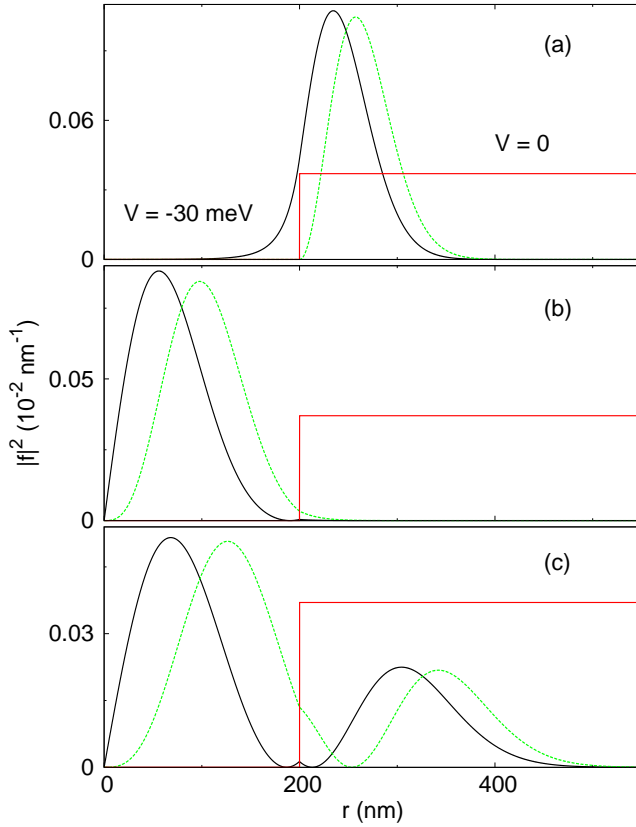 (a)
0.06
V = 0
V = -30 meV
0
(b)
0.05
0
|f|² (10⁻² nm⁻¹)
(c)
0.03
0
0 200 400
r (nm)